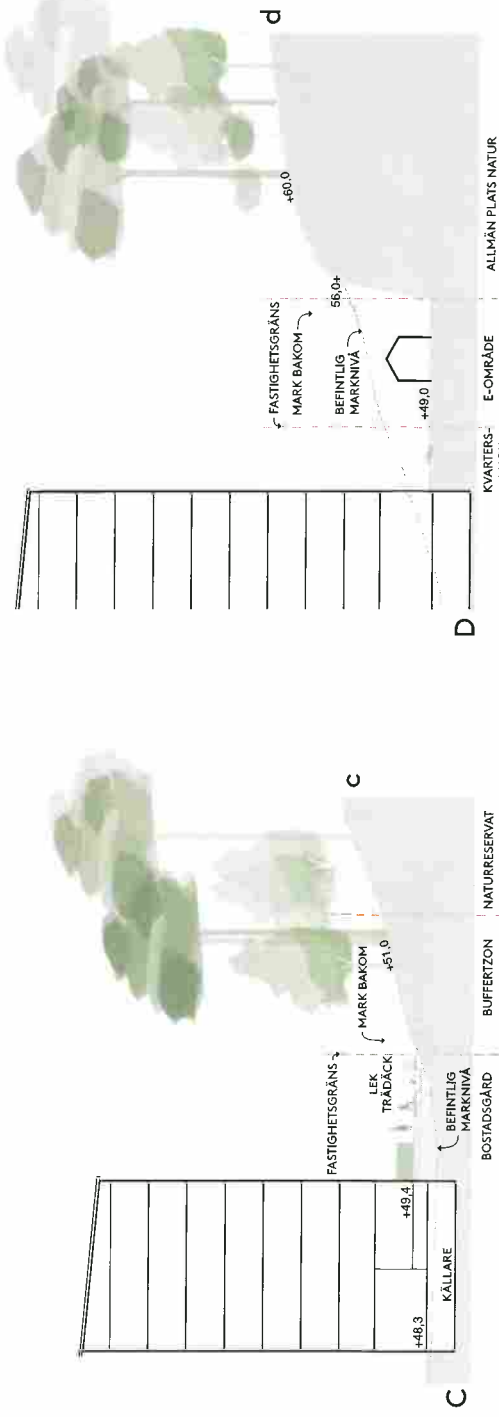 FASTIGHETSGRÄNS
LEK
TRÄDÄCK
MARK BAKOM
+51,0
c
+49,4
+48,3
KÄLLARE
BEFINTLIG
MARKNIVÅ
C
BOSTADSGÅRD
BUFFERTZON
NATURRESERVAT
d
+60,0
FASTIGHETSGRÄNS
MARK BAKOM
56,0+
BEFINTLIG
MARKNIVÅ
+49,0
D
KVARTERS-
E-OMRÅDE
ALLMÄN PLATS NATUR